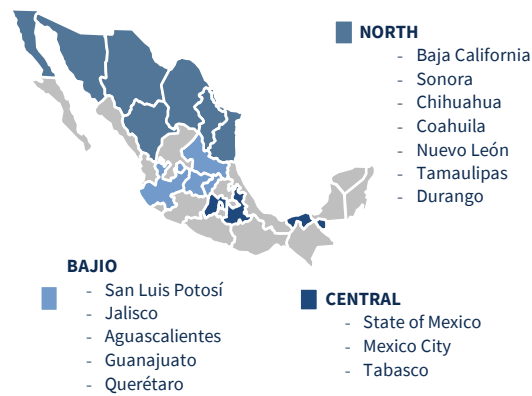 NORTH
- Baja California
- Sonora
- Chihuahua
- Coahuila
- Nuevo León
- Tamaulipas
- Durango
BAJIO
- San Luis Potosí
- Jalisco
- Aguascalientes
- Guanajuato
- Querétaro
CENTRAL
- State of Mexico
- Mexico City
- Tabasco